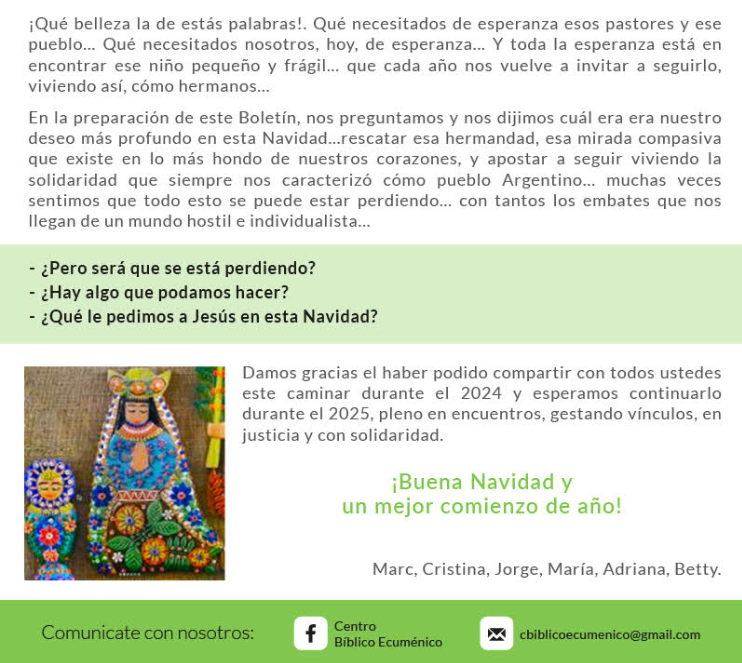 ¡Qué belleza la de estás palabras!. Qué necesitados de esperanza esos pastores y ese
pueblo... Qué necesitados nosotros, hoy, de esperanza... Y toda la esperanza está en
encontrar ese niño pequeño y frágil... que cada año nos vuelve a invitar a seguirlo,
viviendo así, cómo hermanos...
En la preparación de este Boletín, nos preguntamos y nos dijimos cuál era era nuestro
deseo más profundo en esta Navidad...rescatar esa hermandad, esa mirada compasiva
que existe en lo más hondo de nuestros corazones, y apostar a seguir viviendo la
solidaridad que siempre nos caracterizó cómo pueblo Argentino... muchas veces
sentimos que todo esto se puede estar perdiendo... con tantos los embates que nos
llegan de un mundo hostil e individualista...
- ¿Pero será que se está perdiendo?
- ¿Hay algo que podamos hacer?
- ¿Qué le pedimos a Jesús en esta Navidad?
Damos gracias el haber podido compartir con todos ustedes
este caminar durante el 2024 y esperamos continuarlo
durante el 2025, pleno en encuentros, gestando vínculos, en
justicia y con solidaridad.
¡Buena Navidad y
un mejor comienzo de año!
Marc, Cristina, Jorge, María, Adriana, Betty.
Comunicate con nosotros:
Centro
Bíblico Ecuménico
cbiblicoecumenico@gmail.com